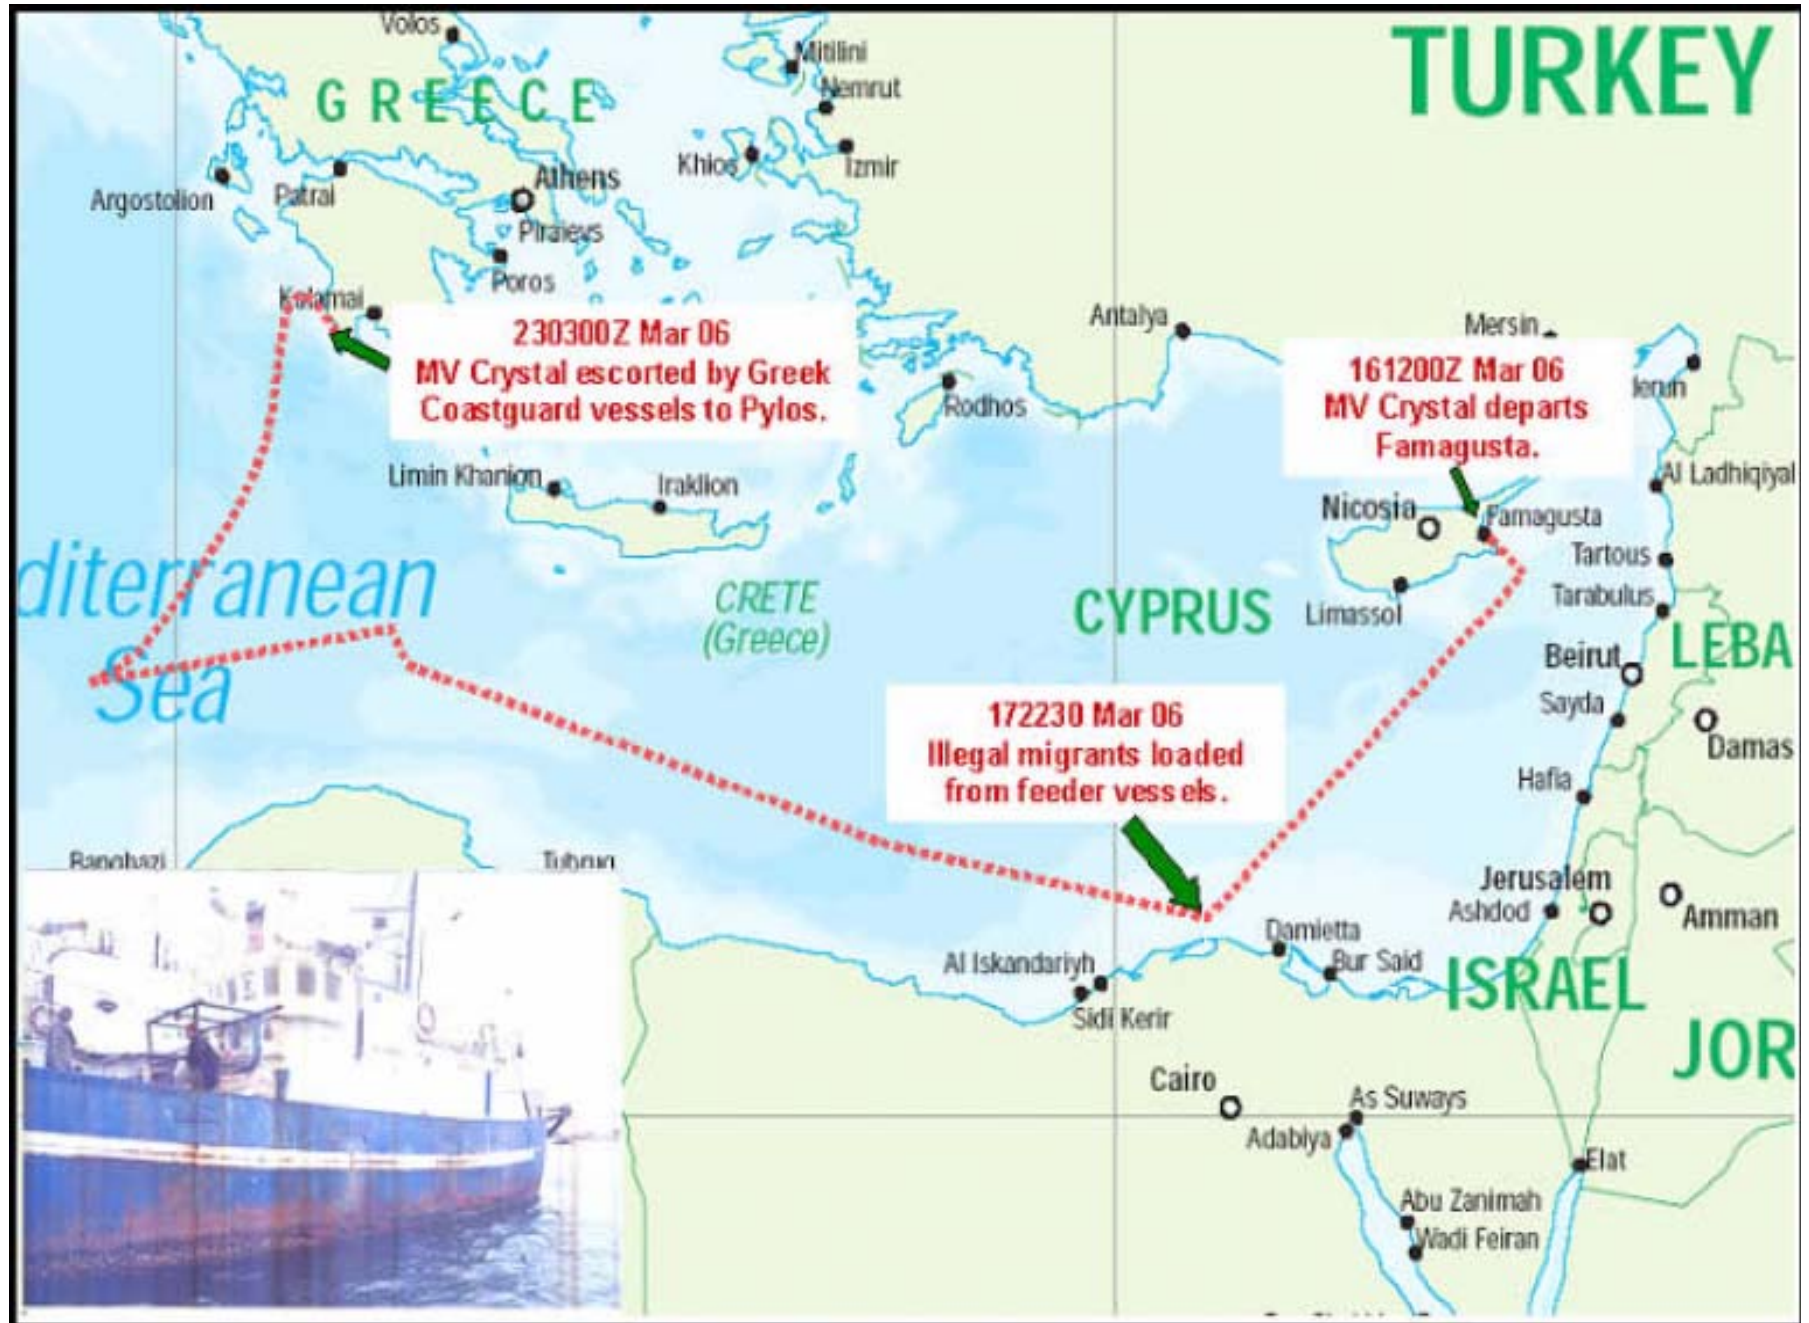 Volos
Mitilini
TURKEY
Nemrut
GREECE
Khios
Izmir
Athens
Argostolion
Patrai
Piraievs
Poros
Kalamai
Antalya
Mersin
230300Z Mar 06
MV Crystal escorted by Greek
Coastguard vessels to Pylos.
161200Z Mar 06
MV Crystal departs
Famagusta.
lerun
Rodhos
Limin Khanion
Iraklion
Al Ladhiqiyal
Nicosia
Famagusta
Tartous
diterranean
Sea
CRETE
(Greece)
CYPRUS
Limassol
Tarabulus
LEBA
Beirut
Sayda
Damas
172230 Mar 06
Illegal migrants loaded
from feeder vessels.
Hafia
Banghazi
Tubruq
Jerusalem
Ashdod
Amman
Damietta
Al Iskandariyh
Bur Said
ISRAEL
Sidi Kerir
JOR
Cairo
As Suways
Adabiya
Elat
Abu Zanimah
Wadi Feiran